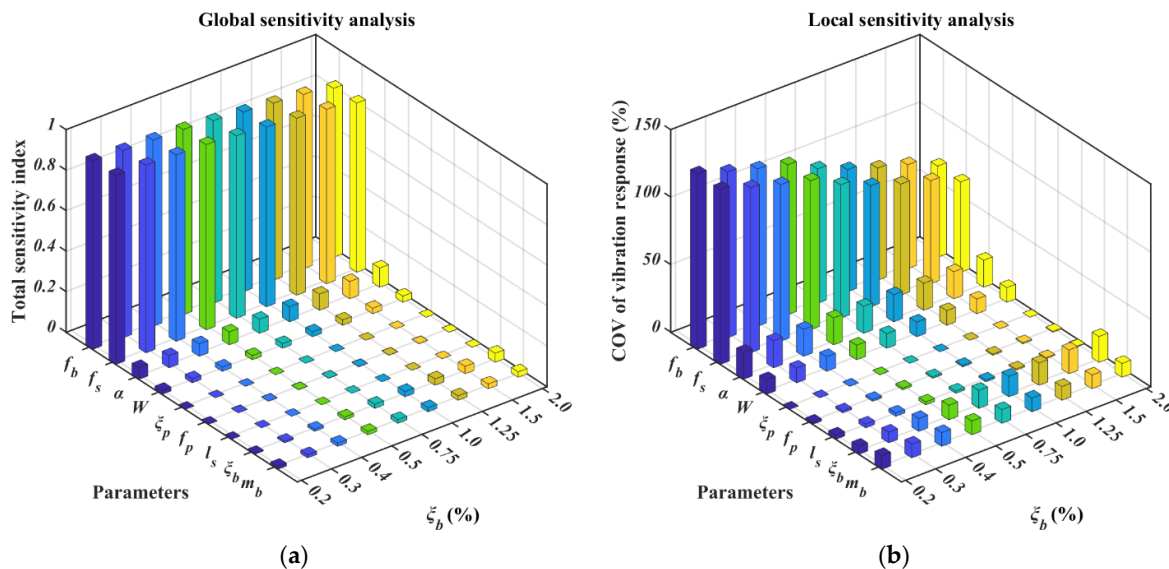 Global sensitivity analysis
Total sensitivity index
1
0.8
0.6
0.4
0.2
0
f_b
f_s
α
W
ξ_p
f_p
l_s
ξ_b
m_b
Parameters
0.2
0.3
0.4
0.5
0.75
1.0
1.25
1.5
2.0
ξ_b (%)
(a)
Local sensitivity analysis
COV of vibration response (%)
150
100
50
0
f_b
f_s
α
W
ξ_p
f_p
l_s
ξ_b
m_b
Parameters
0.2
0.3
0.4
0.5
0.75
1.0
1.25
1.5
2.0
ξ_b (%)
(b)